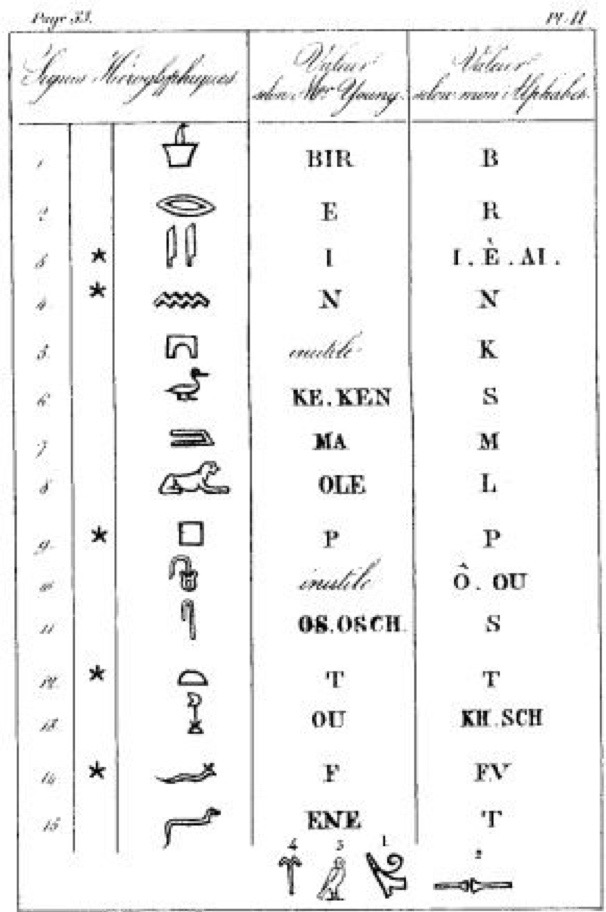 Page 33. Pl. II
Signes Hiéroglyphiques
Valeur selon Mr. Young.
Valeur selon mon Alphabet.
1 BIR B
2 E R
3 * I I . È . AI .
4 * N N
5 inutile K
6 KE . KEN S
7 MA M
8 OLE L
9 * P P
10 inutile Ô . OU
11 OS . OSCH. S
12. * T T
13 OU KH . SCH
14 * F FV
15 ENE T
4 3 1 2